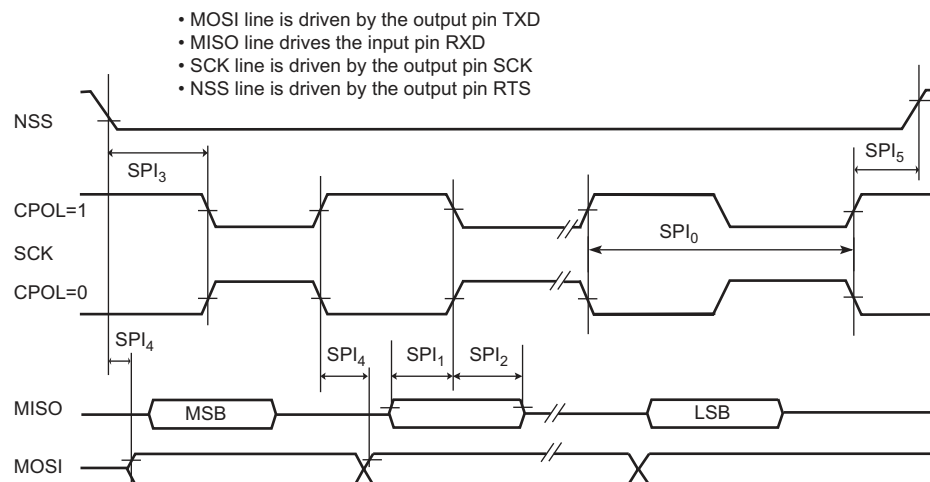 • MOSI line is driven by the output pin TXD
• MISO line drives the input pin RXD
• SCK line is driven by the output pin SCK
• NSS line is driven by the output pin RTS
NSS
SPI3
SPI5
CPOL=1
SPI0
SCK
CPOL=0
SPI4
SPI4
SPI1
SPI2
MISO
MSB
LSB
MOSI